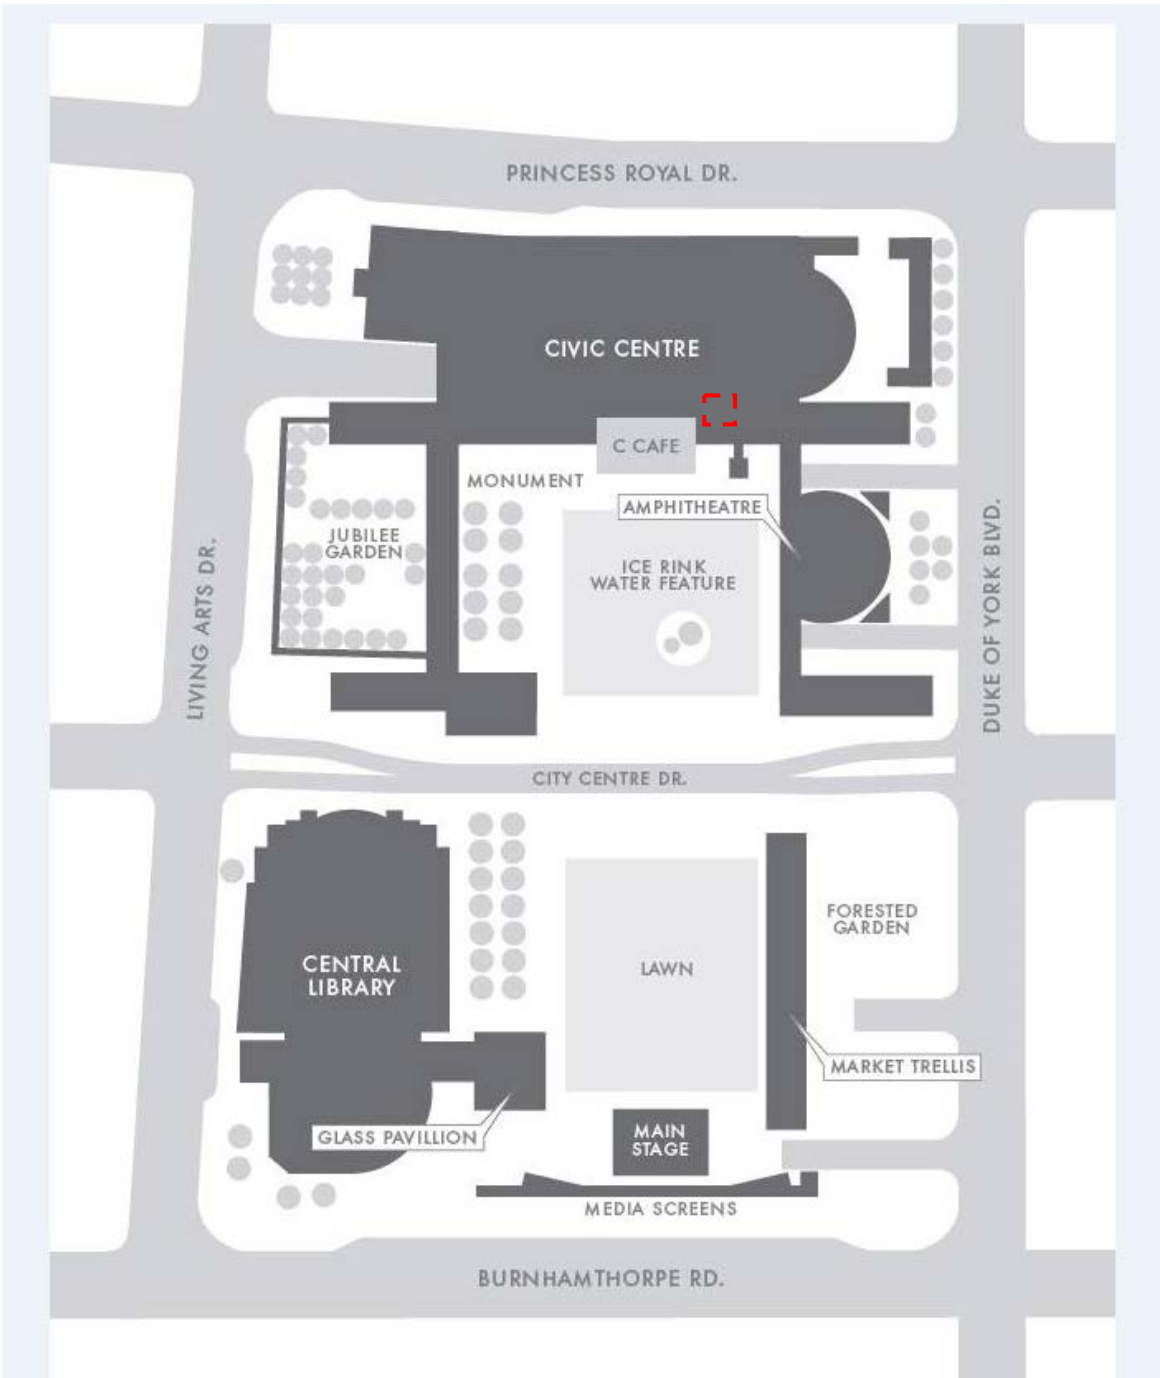 PRINCESS ROYAL DR.
CIVIC CENTRE
C CAFE
MONUMENT
AMPHITHEATRE
JUBILEE
GARDEN
ICE RINK
WATER FEATURE
LIVING ARTS DR.
DUKE OF YORK BLVD.
CITY CENTRE DR.
FORESTED
GARDEN
CENTRAL
LIBRARY
LAWN
MARKET TRELLIS
GLASS PAVILLION
MAIN
STAGE
MEDIA SCREENS
BURNHAMTHORPE RD.